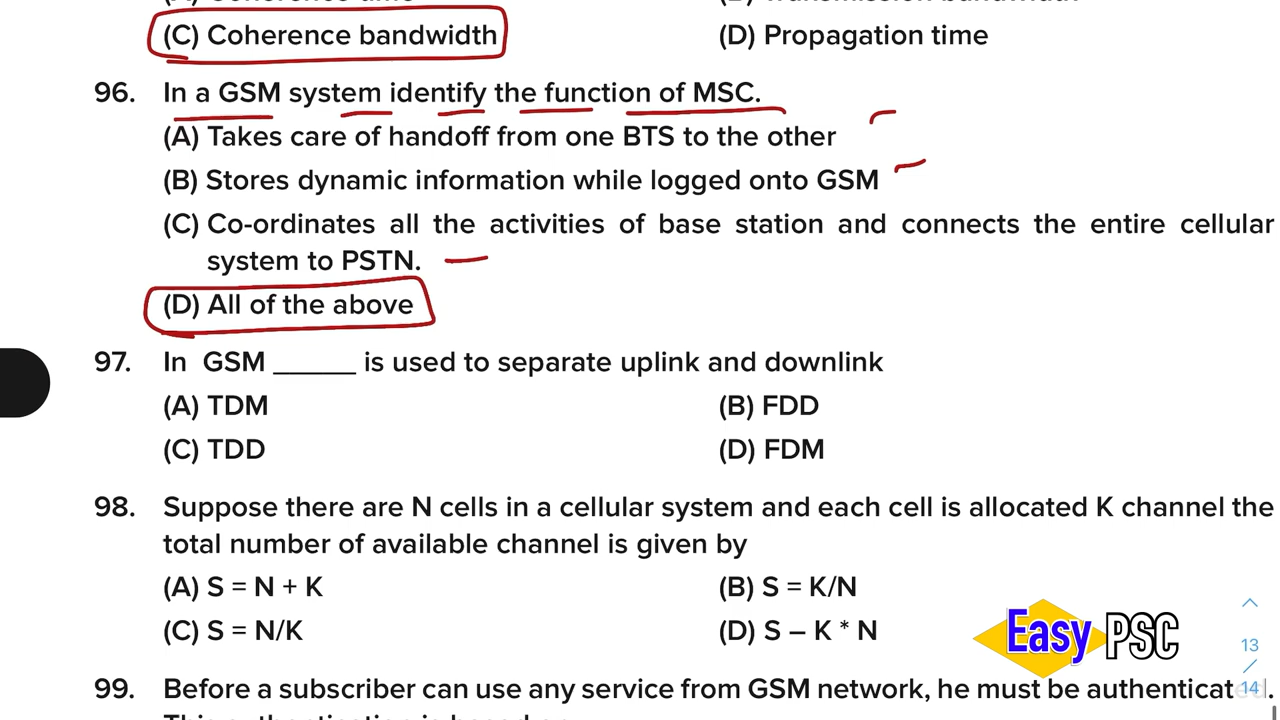 (C) Coherence bandwidth (D) Propagation time
96. In a GSM system identify the function of MSC.
(A) Takes care of handoff from one BTS to the other
(B) Stores dynamic information while logged onto GSM
(C) Co-ordinates all the activities of base station and connects the entire cellular
system to PSTN.
(D) All of the above
97. In GSM ______ is used to separate uplink and downlink
(A) TDM (B) FDD
(C) TDD (D) FDM
98. Suppose there are N cells in a cellular system and each cell is allocated K channel the
total number of available channel is given by
(A) S = N + K (B) S = K/N
(C) S = N/K (D) S – K * N
Easy PSC
13
/
14
99. Before a subscriber can use any service from GSM network, he must be authenticated.